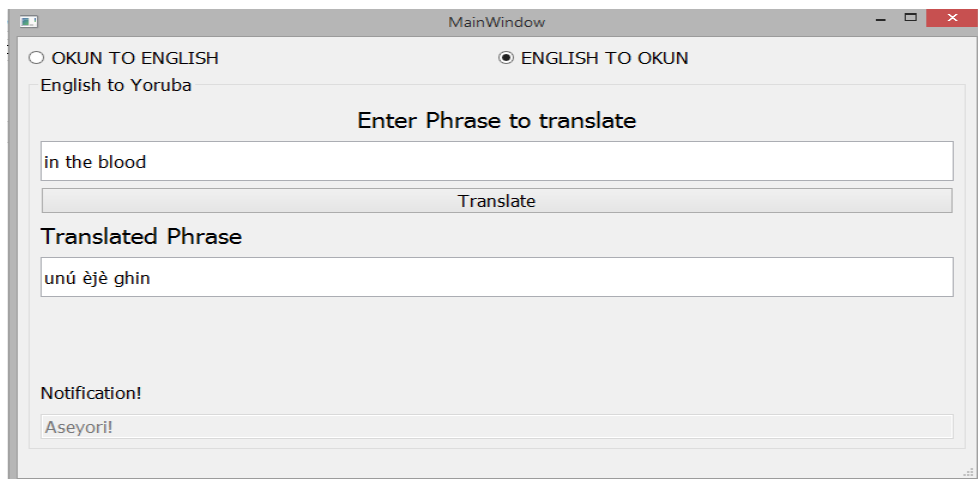 MainWindow
OKUN TO ENGLISH ENGLISH TO OKUN
English to Yoruba
Enter Phrase to translate
in the blood
Translate
Translated Phrase
unú èjè ghin
Notification!
Aseyori!